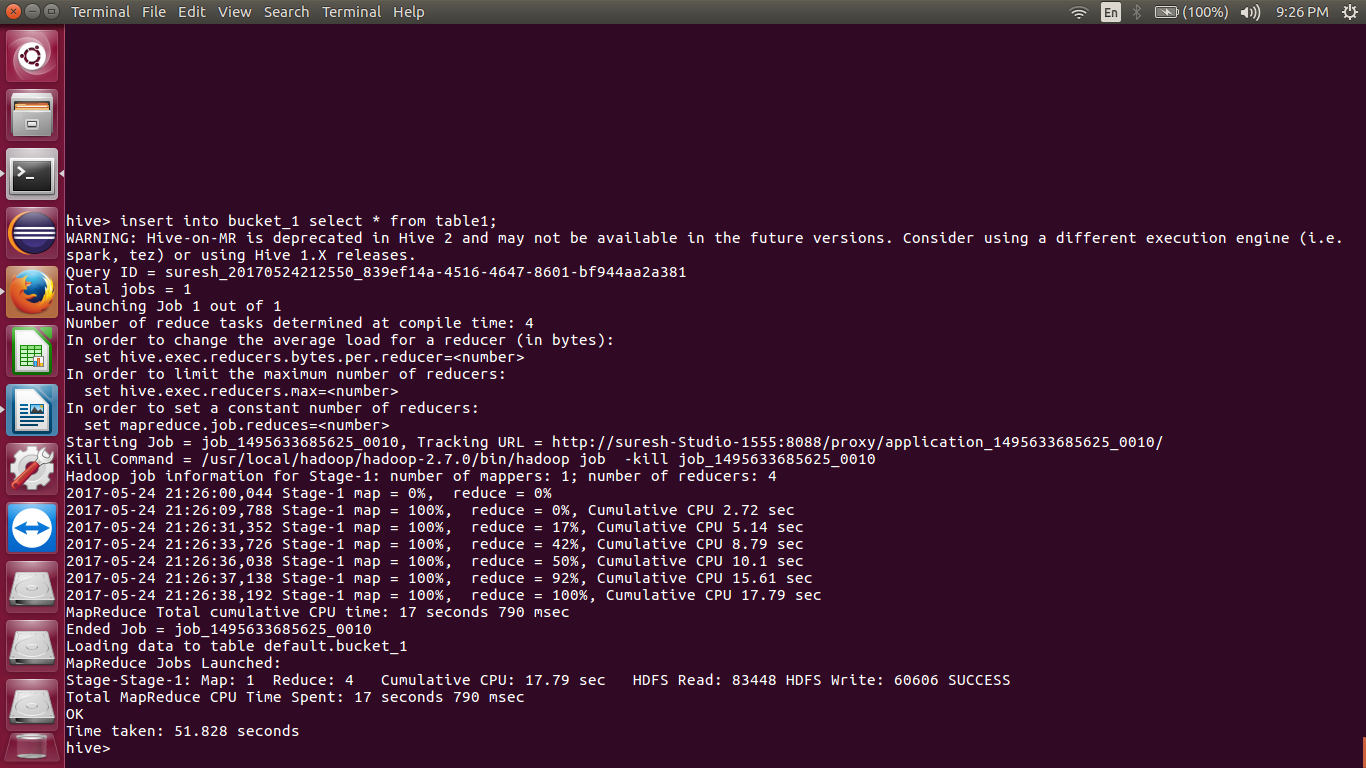 Terminal File Edit View Search Terminal Help En (100%) 9:26 PM
hive> insert into bucket_1 select * from table1;
WARNING: Hive-on-MR is deprecated in Hive 2 and may not be available in the future versions. Consider using a different execution engine (i.e.
spark, tez) or using Hive 1.X releases.
Query ID = suresh_20170524212550_839ef14a-4516-4647-8601-bf944aa2a381
Total jobs = 1
Launching Job 1 out of 1
Number of reduce tasks determined at compile time: 4
In order to change the average load for a reducer (in bytes):
  set hive.exec.reducers.bytes.per.reducer=<number>
In order to limit the maximum number of reducers:
  set hive.exec.reducers.max=<number>
In order to set a constant number of reducers:
  set mapreduce.job.reduces=<number>
Starting Job = job_1495633685625_0010, Tracking URL = http://suresh-Studio-1555:8088/proxy/application_1495633685625_0010/
Kill Command = /usr/local/hadoop/hadoop-2.7.0/bin/hadoop job  -kill job_1495633685625_0010
Hadoop job information for Stage-1: number of mappers: 1; number of reducers: 4
2017-05-24 21:26:00,044 Stage-1 map = 0%,  reduce = 0%
2017-05-24 21:26:09,788 Stage-1 map = 100%,  reduce = 0%, Cumulative CPU 2.72 sec
2017-05-24 21:26:31,352 Stage-1 map = 100%,  reduce = 17%, Cumulative CPU 5.14 sec
2017-05-24 21:26:33,726 Stage-1 map = 100%,  reduce = 42%, Cumulative CPU 8.79 sec
2017-05-24 21:26:36,038 Stage-1 map = 100%,  reduce = 50%, Cumulative CPU 10.1 sec
2017-05-24 21:26:37,138 Stage-1 map = 100%,  reduce = 92%, Cumulative CPU 15.61 sec
2017-05-24 21:26:38,192 Stage-1 map = 100%,  reduce = 100%, Cumulative CPU 17.79 sec
MapReduce Total cumulative CPU time: 17 seconds 790 msec
Ended Job = job_1495633685625_0010
Loading data to table default.bucket_1
MapReduce Jobs Launched:
Stage-Stage-1: Map: 1  Reduce: 4   Cumulative CPU: 17.79 sec   HDFS Read: 83448 HDFS Write: 60606 SUCCESS
Total MapReduce CPU Time Spent: 17 seconds 790 msec
OK
Time taken: 51.828 seconds
hive>